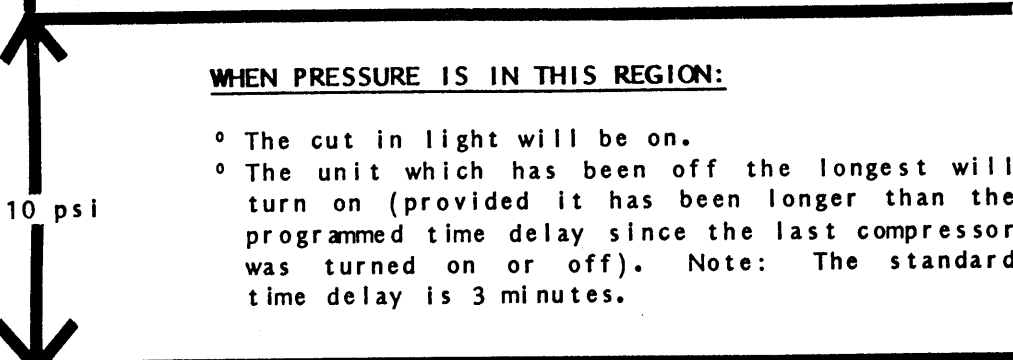 WHEN PRESSURE IS IN THIS REGION:
° The cut in light will be on.
° The unit which has been off the longest will
10 psi
turn on (provided it has been longer than the
programmed time delay since the last compressor
was turned on or off). Note: The standard
time delay is 3 minutes.